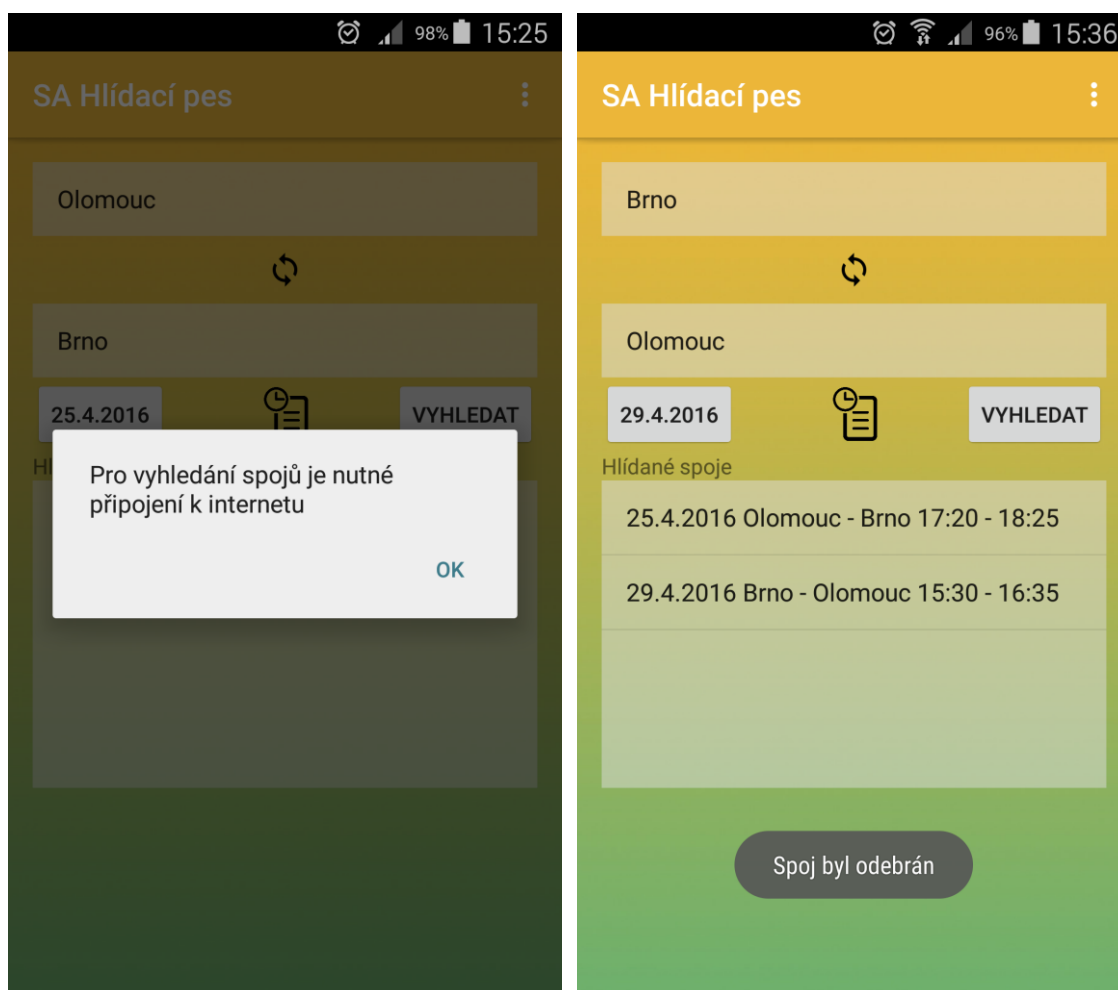 98% 15:25
SA Hlídací pes
Olomouc
Brno
25.4.2016
VYHLEDAT
Hl
Pro vyhledání spojů je nutné
připojení k internetu
OK
96% 15:36
SA Hlídací pes
Brno
Olomouc
29.4.2016
VYHLEDAT
Hlídané spoje
25.4.2016 Olomouc - Brno 17:20 - 18:25
29.4.2016 Brno - Olomouc 15:30 - 16:35
Spoj byl odebrán